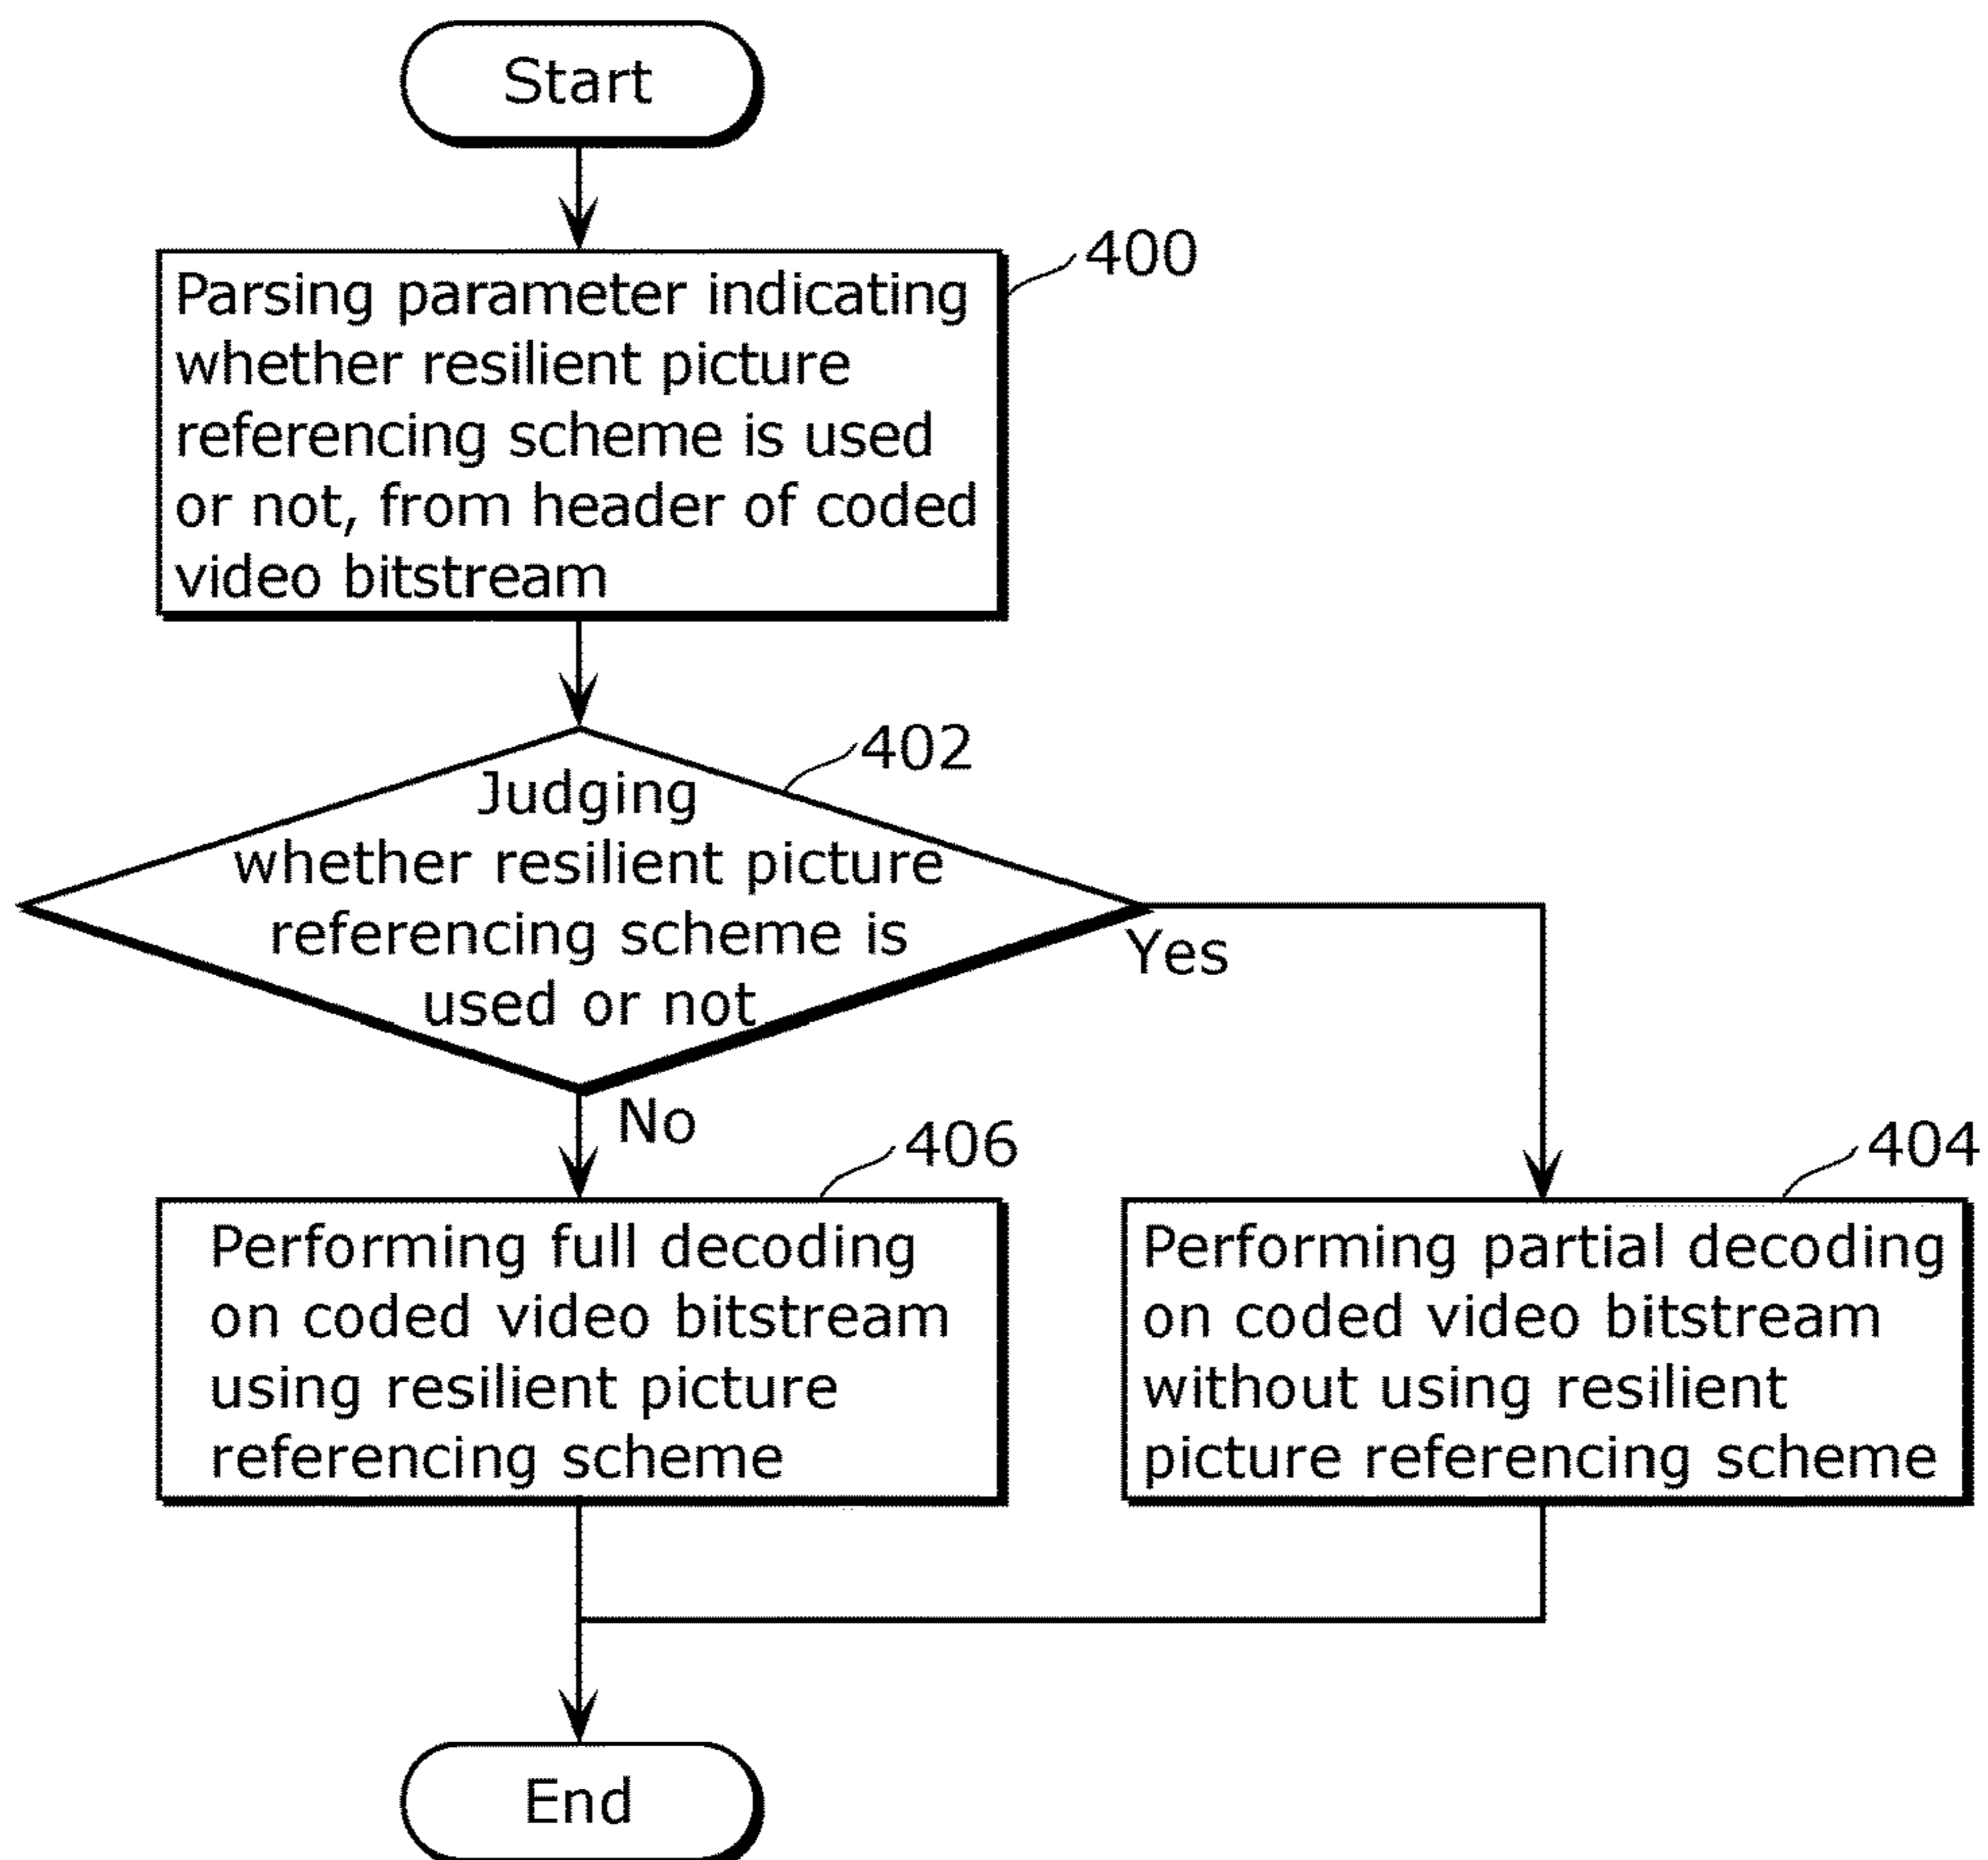 Start
400
Parsing parameter indicating
whether resilient picture
referencing scheme is used
or not, from header of coded
video bitstream
402
Judging
whether resilient picture
referencing scheme is
used or not
Yes
No
406
Performing full decoding
on coded video bitstream
using resilient picture
referencing scheme
404
Performing partial decoding
on coded video bitstream
without using resilient
picture referencing scheme
End